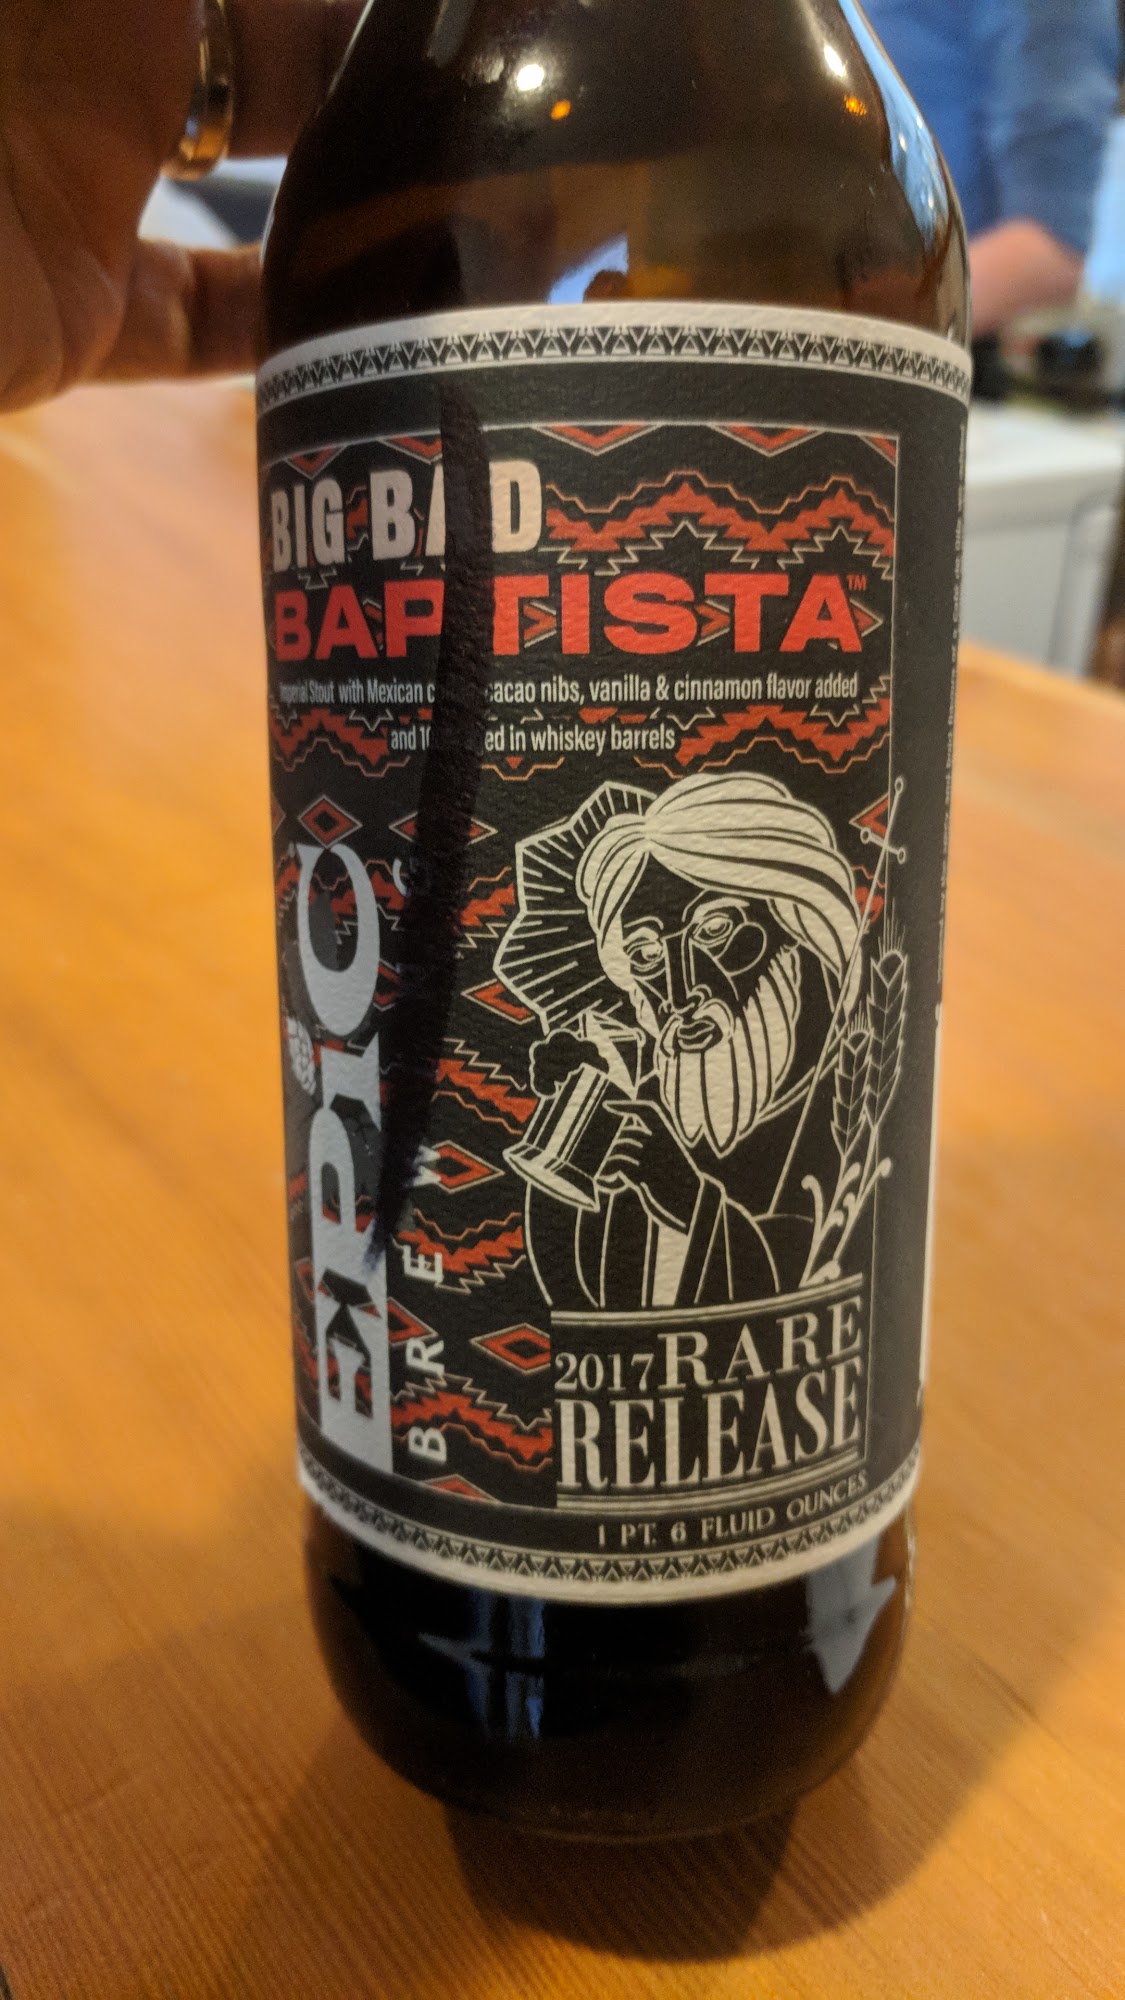 BIG BAD
BAPTISTA™
Imperial Stout with Mexican cacao nibs, vanilla & cinnamon flavor added
and in whiskey barrels
EPIC
BREWING
2017 RARE
RELEASE
1 PT. 6 FLUID OUNCES